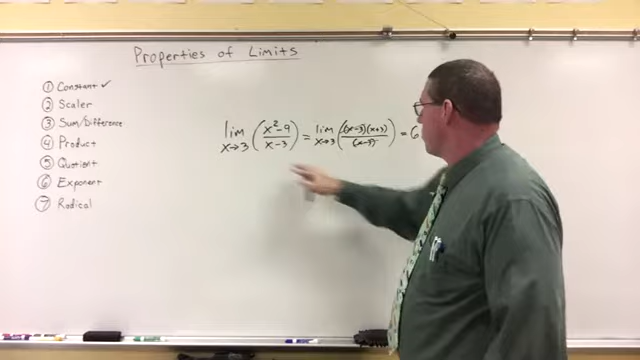 Properties of Limits
① Constant ✓
② Scaler
③ Sum/Difference
④ Product
⑤ Quotient
⑥ Exponent
⑦ Radical
lim x→3 (x²-9 / x-3) = lim x→3 ((x-3)(x+3) / (x-3)) = 6